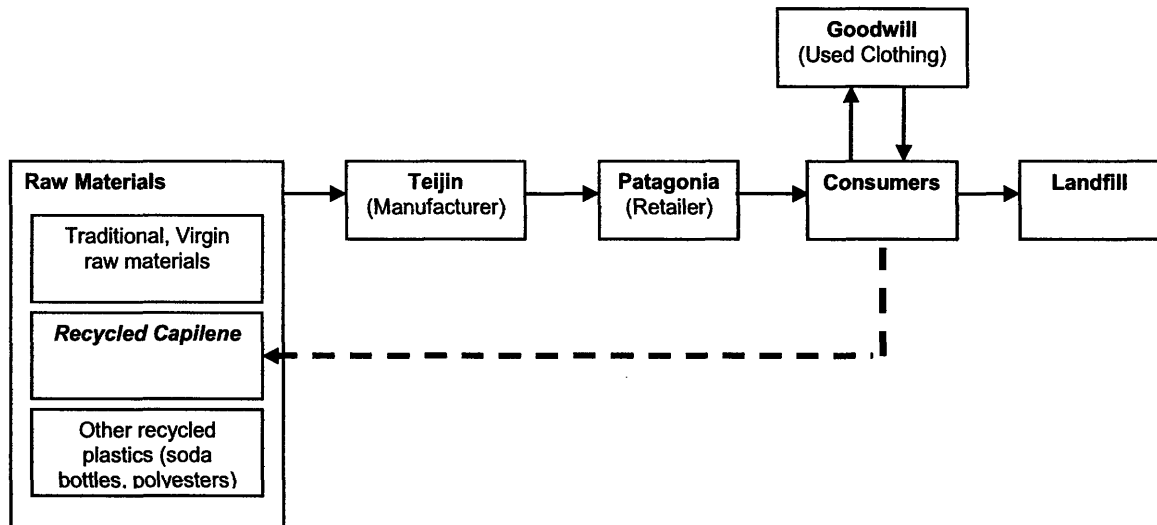 Goodwill
(Used Clothing)
Raw Materials
Teijin
(Manufacturer)
Patagonia
(Retailer)
Consumers
Landfill
Traditional, Virgin
raw materials
Recycled Capilene
Other recycled
plastics (soda
bottles, polyesters)